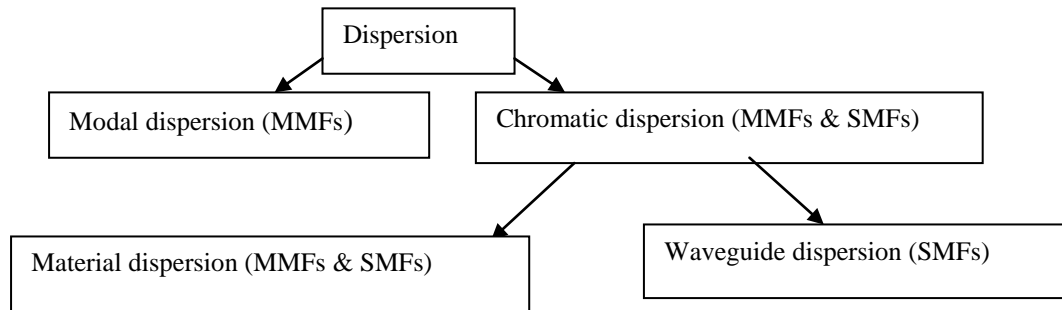 Dispersion
Modal dispersion (MMFs)
Chromatic dispersion (MMFs & SMFs)
Material dispersion (MMFs & SMFs)
Waveguide dispersion (SMFs)